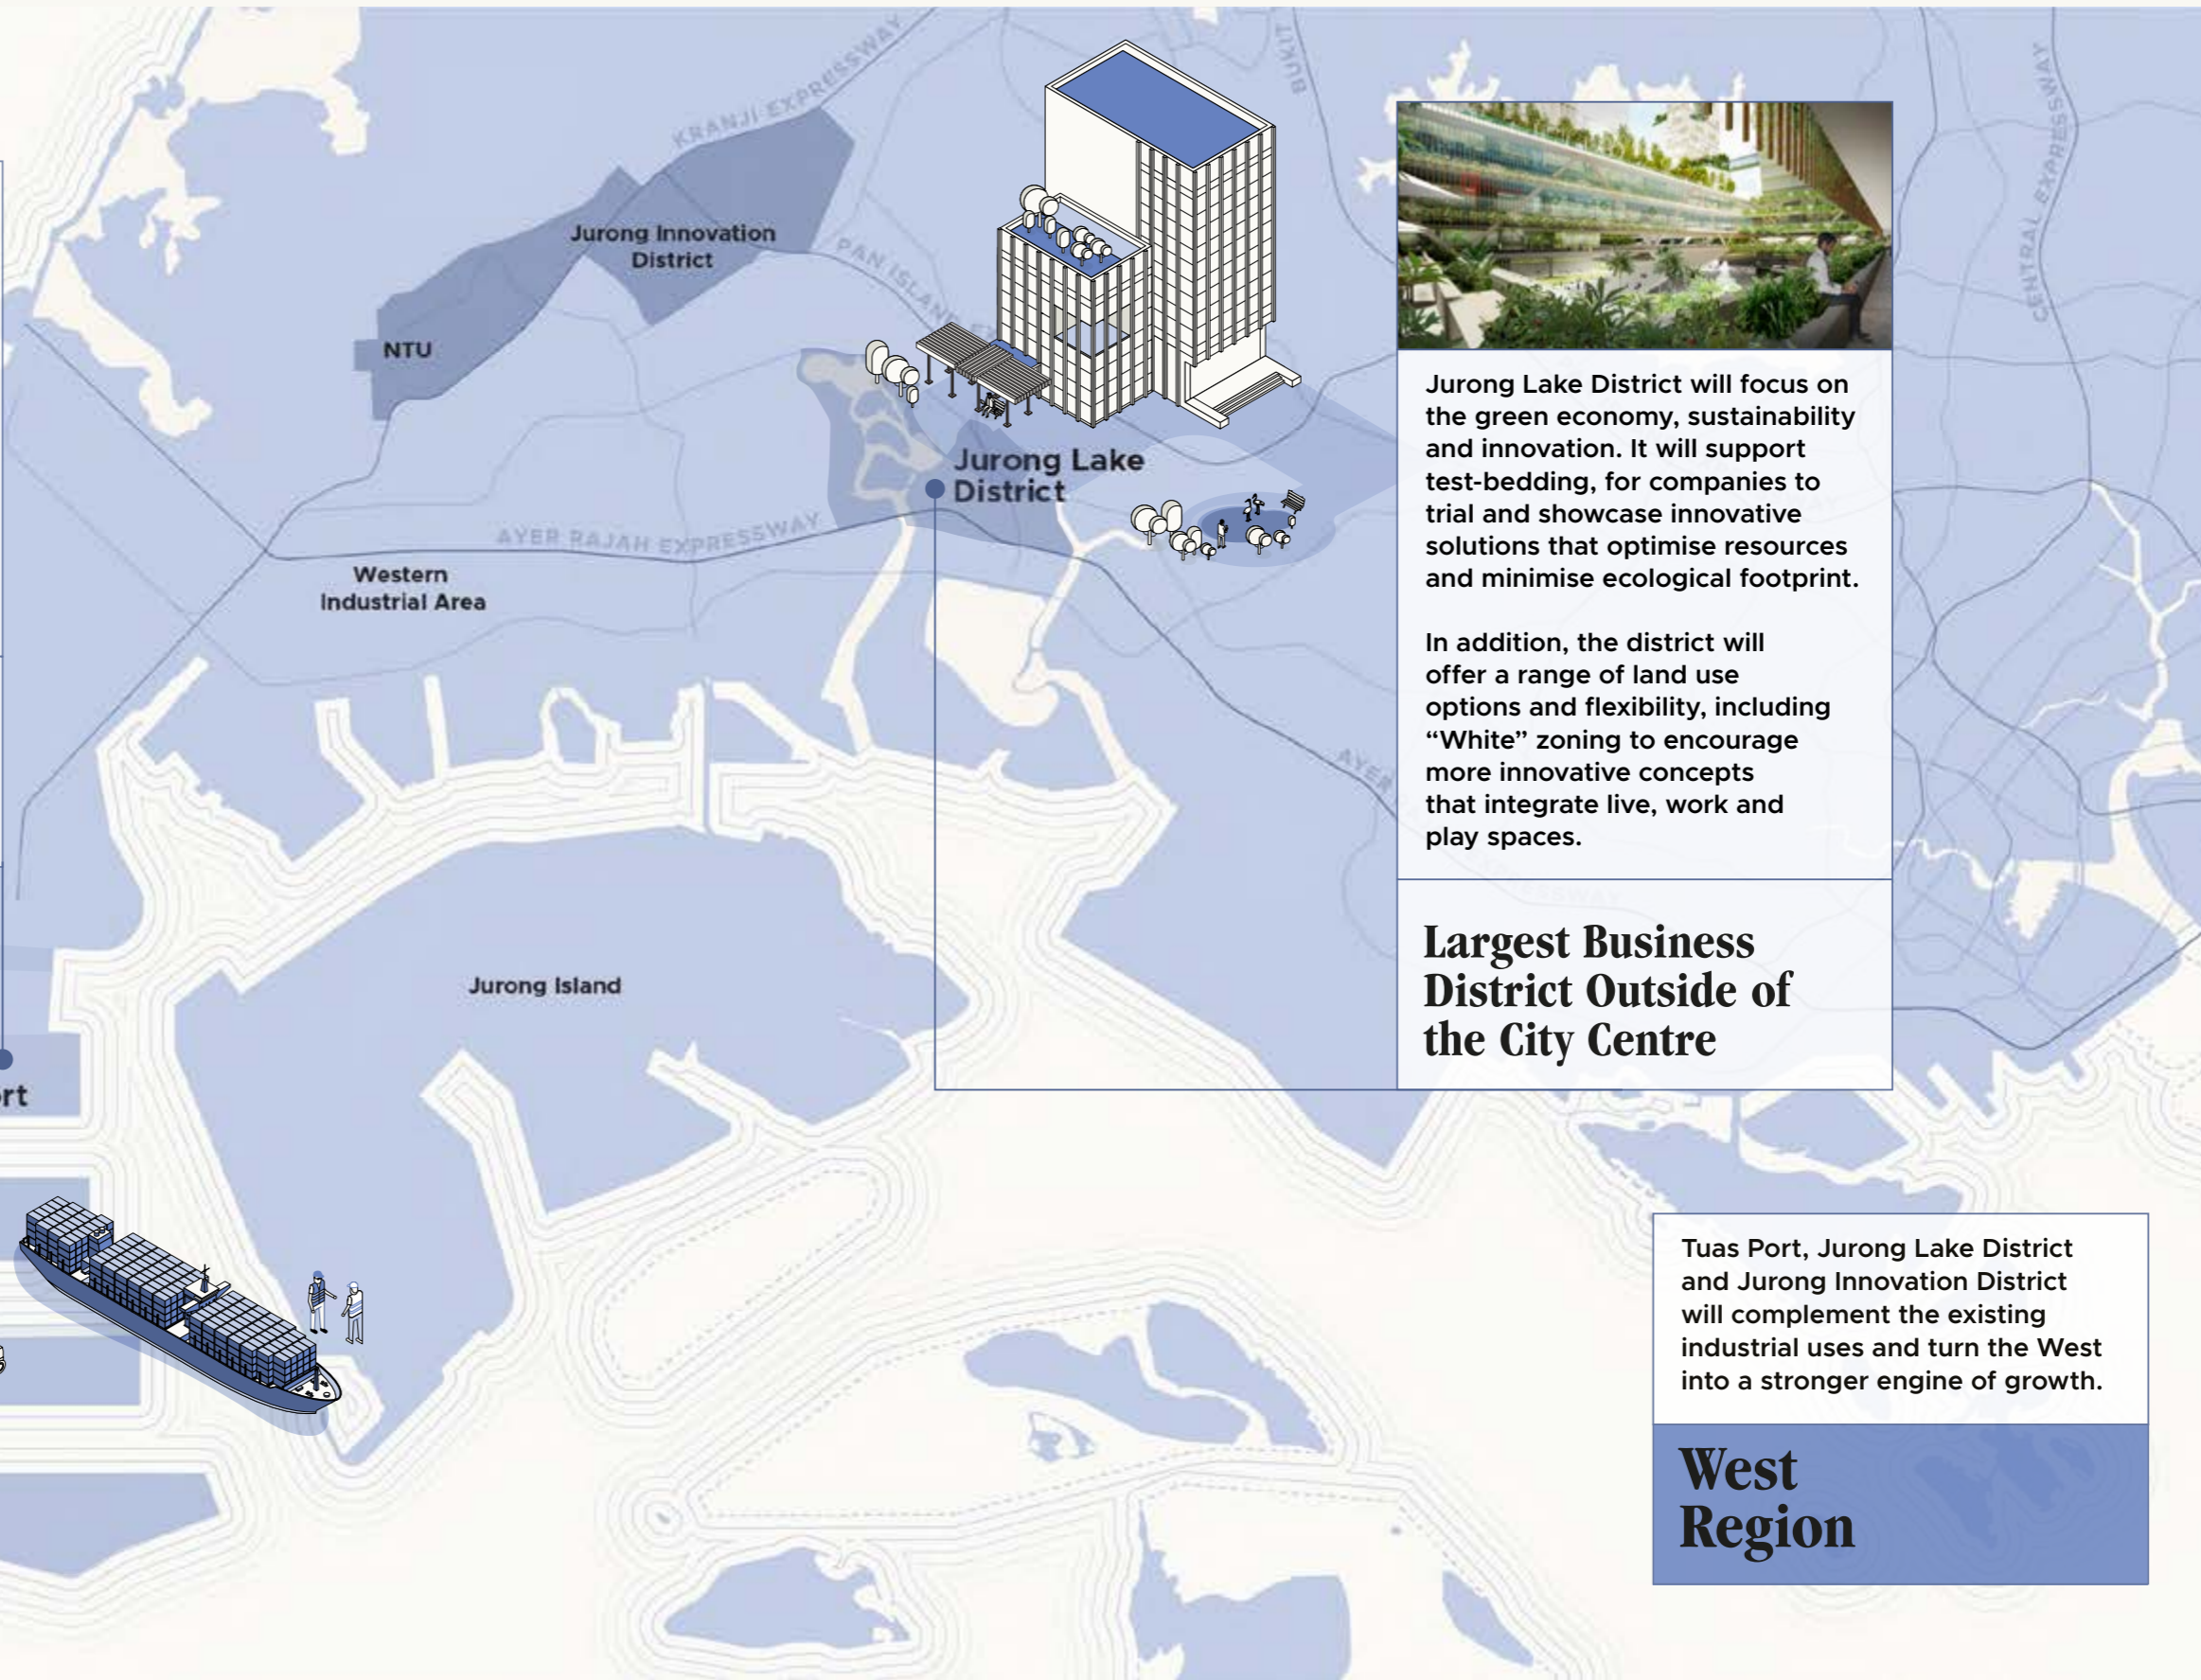 KRANJI EXPRESSWAY
BUKIT
CENTRAL EXPRESSWAY
Jurong Innovation
District
PAN ISLAND
NTU
Jurong Lake
District
AYER RAJAH EXPRESSWAY
Western
Industrial Area
Jurong Lake District will focus on
the green economy, sustainability
and innovation. It will support
test-bedding, for companies to
trial and showcase innovative
solutions that optimise resources
and minimise ecological footprint.
In addition, the district will
offer a range of land use
options and flexibility, including
“White” zoning to encourage
more innovative concepts
that integrate live, work and
play spaces.
AYER
EXPRESSWAY
Largest Business
District Outside of
the City Centre
Jurong Island
rt
Tuas Port, Jurong Lake District
and Jurong Innovation District
will complement the existing
industrial uses and turn the West
into a stronger engine of growth.
West
Region